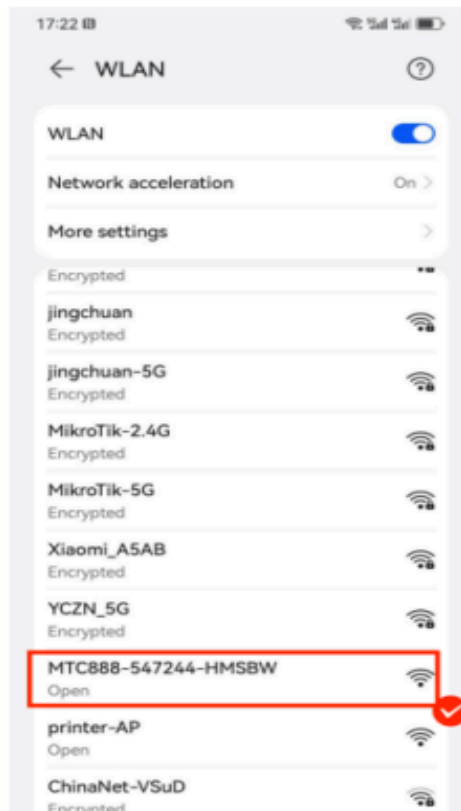 17:22
WLAN
WLAN
Network acceleration
On
More settings
Encrypted
jingchuan
Encrypted
jingchuan-5G
Encrypted
MikroTik-2.4G
Encrypted
MikroTik-5G
Encrypted
Xiaomi_A5AB
Encrypted
YCZN_5G
Encrypted
MTC888-547244-HMSBW
Open
printer-AP
Open
ChinaNet-VSuD
Encrypted